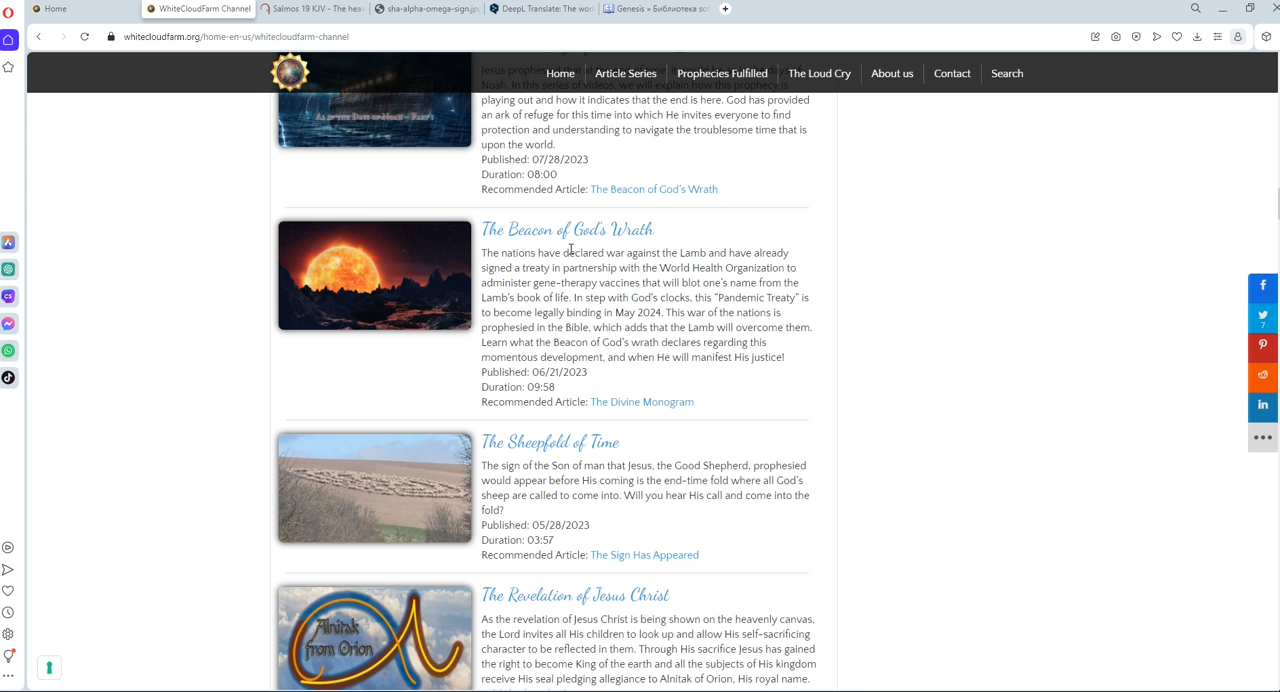 Home
WhiteCloudFarm Channel
Salmos 19 KJV - The hea
sha-alpha-omega-sign.jp
DeepL Translate: The wor
Genesis » Библиотека sor
whitecloudfarm.org/home-en-us/whitecloudfarm-channel
Home
Article Series
Prophecies Fulfilled
The Loud Cry
About us
Contact
Search
Noah. In this series of videos, we will explain how this prophecy is
playing out and how it indicates that the end is here. God has provided
an ark of refuge for this time into which He invites everyone to find
protection and understanding to navigate the troublesome time that is
upon the world.
Published: 07/28/2023
Duration: 08:00
Recommended Article: The Beacon of God's Wrath
As in the Days of Noah – Part 1
The Beacon of God's Wrath
The nations have declared war against the Lamb and have already
signed a treaty in partnership with the World Health Organization to
administer gene-therapy vaccines that will blot one's name from the
Lamb's book of life. In step with God's clocks, this "Pandemic Treaty" is
to become legally binding in May 2024. This war of the nations is
prophesied in the Bible, which adds that the Lamb will overcome them.
Learn what the Beacon of God's wrath declares regarding this
momentous development, and when He will manifest His justice!
Published: 06/21/2023
Duration: 09:58
Recommended Article: The Divine Monogram
The Sheepfold of Time
The sign of the Son of man that Jesus, the Good Shepherd, prophesied
would appear before His coming is the end-time fold where all God's
sheep are called to come into. Will you hear His call and come into the
fold?
Published: 05/28/2023
Duration: 03:57
Recommended Article: The Sign Has Appeared
The Revelation of Jesus Christ
As the revelation of Jesus Christ is being shown on the heavenly canvas,
the Lord invites all His children to look up and allow His self-sacrificing
character to be reflected in them. Through His sacrifice Jesus has gained
the right to become King of the earth and all the subjects of His kingdom
receive His seal pledging allegiance to Alnitak of Orion, His royal name.
Alnitak
from Orion
7
CS